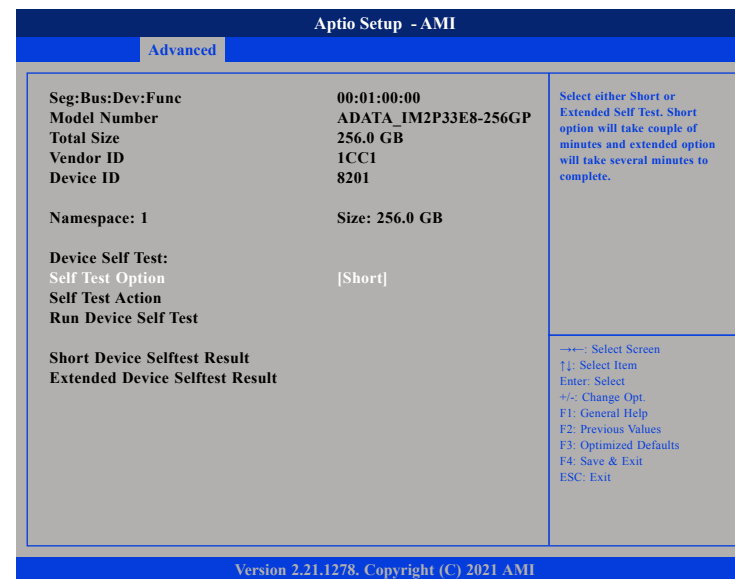 Aptio Setup - AMI
Advanced
Seg:Bus:Dev:Func 00:01:00:00
Model Number ADATA_IM2P33E8-256GP
Total Size 256.0 GB
Vendor ID 1CC1
Device ID 8201
Namespace: 1 Size: 256.0 GB
Device Self Test:
Self Test Option [Short]
Self Test Action
Run Device Self Test
Short Device Selftest Result
Extended Device Selftest Result
Select either Short or
Extended Self Test. Short
option will take couple of
minutes and extended option
will take several minutes to
complete.
→←: Select Screen
↑↓: Select Item
Enter: Select
+/-: Change Opt.
F1: General Help
F2: Previous Values
F3: Optimized Defaults
F4: Save & Exit
ESC: Exit
Version 2.21.1278. Copyright (C) 2021 AMI